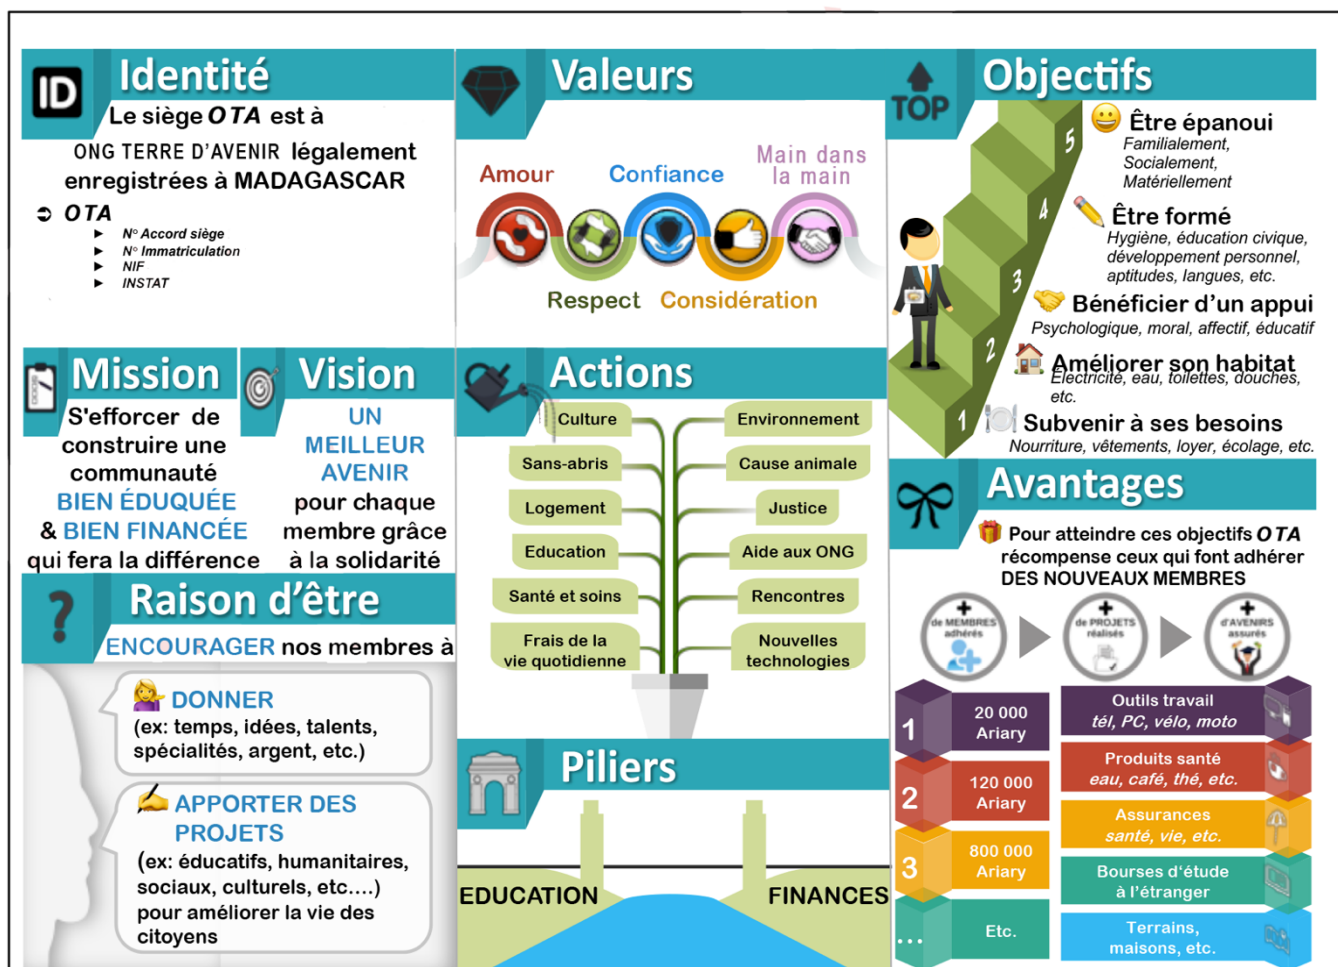 ID
Identité
Le siège OTA est à
ONG TERRE D'AVENIR légalement
enregistrées à MADAGASCAR
OTA
N° Accord siège
N° Immatriculation
NIF
INSTAT
Mission
S'efforcer de
construire une
communauté
BIEN ÉDUQUÉE
& BIEN FINANCÉE
qui fera la différence
Vision
UN
MEILLEUR
AVENIR
pour chaque
membre grâce
à la solidarité
?
Raison d'être
ENCOURAGER nos membres à
DONNER
(ex: temps, idées, talents,
spécialités, argent, etc.)
APPORTER DES
PROJETS
(ex: éducatifs, humanitaires,
sociaux, culturels, etc....)
pour améliorer la vie des
citoyens
Valeurs
Amour
Confiance
Main dans
la main
Respect
Considération
Actions
Culture
Environnement
Sans-abris
Cause animale
Logement
Justice
Education
Aide aux ONG
Santé et soins
Rencontres
Frais de la
vie quotidienne
Nouvelles
technologies
Piliers
EDUCATION
FINANCES
TOP
Objectifs
5
Être épanoui
Familialement,
Socialement,
Matériellement
4
Être formé
Hygiène, éducation civique,
développement personnel,
aptitudes, langues, etc.
3
Bénéficier d'un appui
Psychologique, moral, affectif, éducatif
2
Améliorer son habitat
Électricité, eau, toilettes, douches,
etc.
1
Subvenir à ses besoins
Nourriture, vêtements, loyer, écolage, etc.
Avantages
Pour atteindre ces objectifs OTA
récompense ceux qui font adhérer
DES NOUVEAUX MEMBRES
+
de MEMBRES
adhérés
+
de PROJETS
réalisés
+
d'AVENIRS
assurés
1
20 000
Ariary
2
120 000
Ariary
3
800 000
Ariary
...
Etc.
Outils travail
tél, PC, vélo, moto
Produits santé
eau, café, thé, etc.
Assurances
santé, vie, etc.
Bourses d'étude
à l'étranger
Terrains,
maisons, etc.